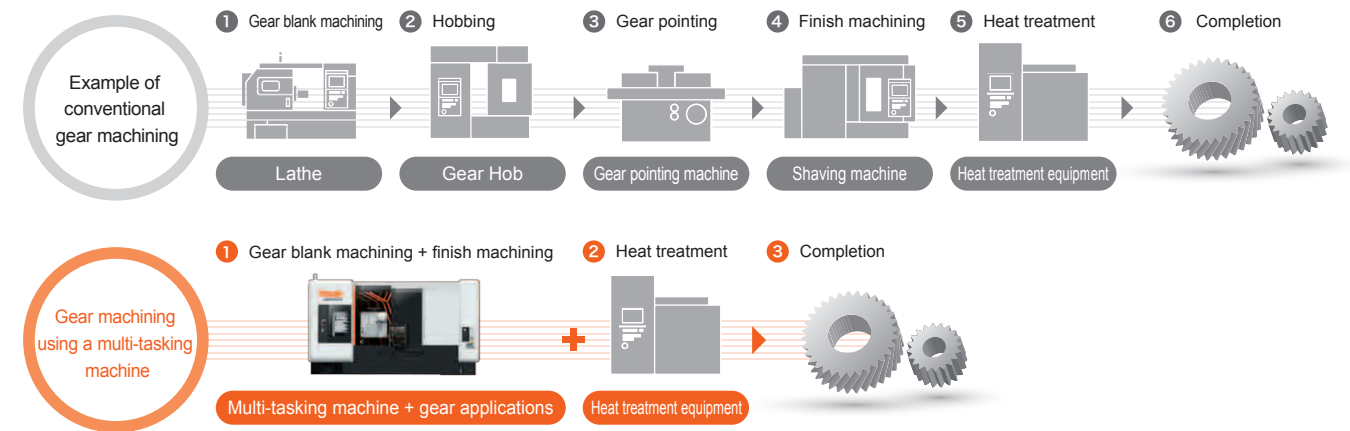 Example of
conventional
gear machining
1 Gear blank machining
2 Hobbing
3 Gear pointing
4 Finish machining
5 Heat treatment
6 Completion
Lathe
Gear Hob
Gear pointing machine
Shaving machine
Heat treatment equipment
Gear machining
using a multi-tasking
machine
1 Gear blank machining + finish machining
2 Heat treatment
3 Completion
Multi-tasking machine + gear applications
Heat treatment equipment